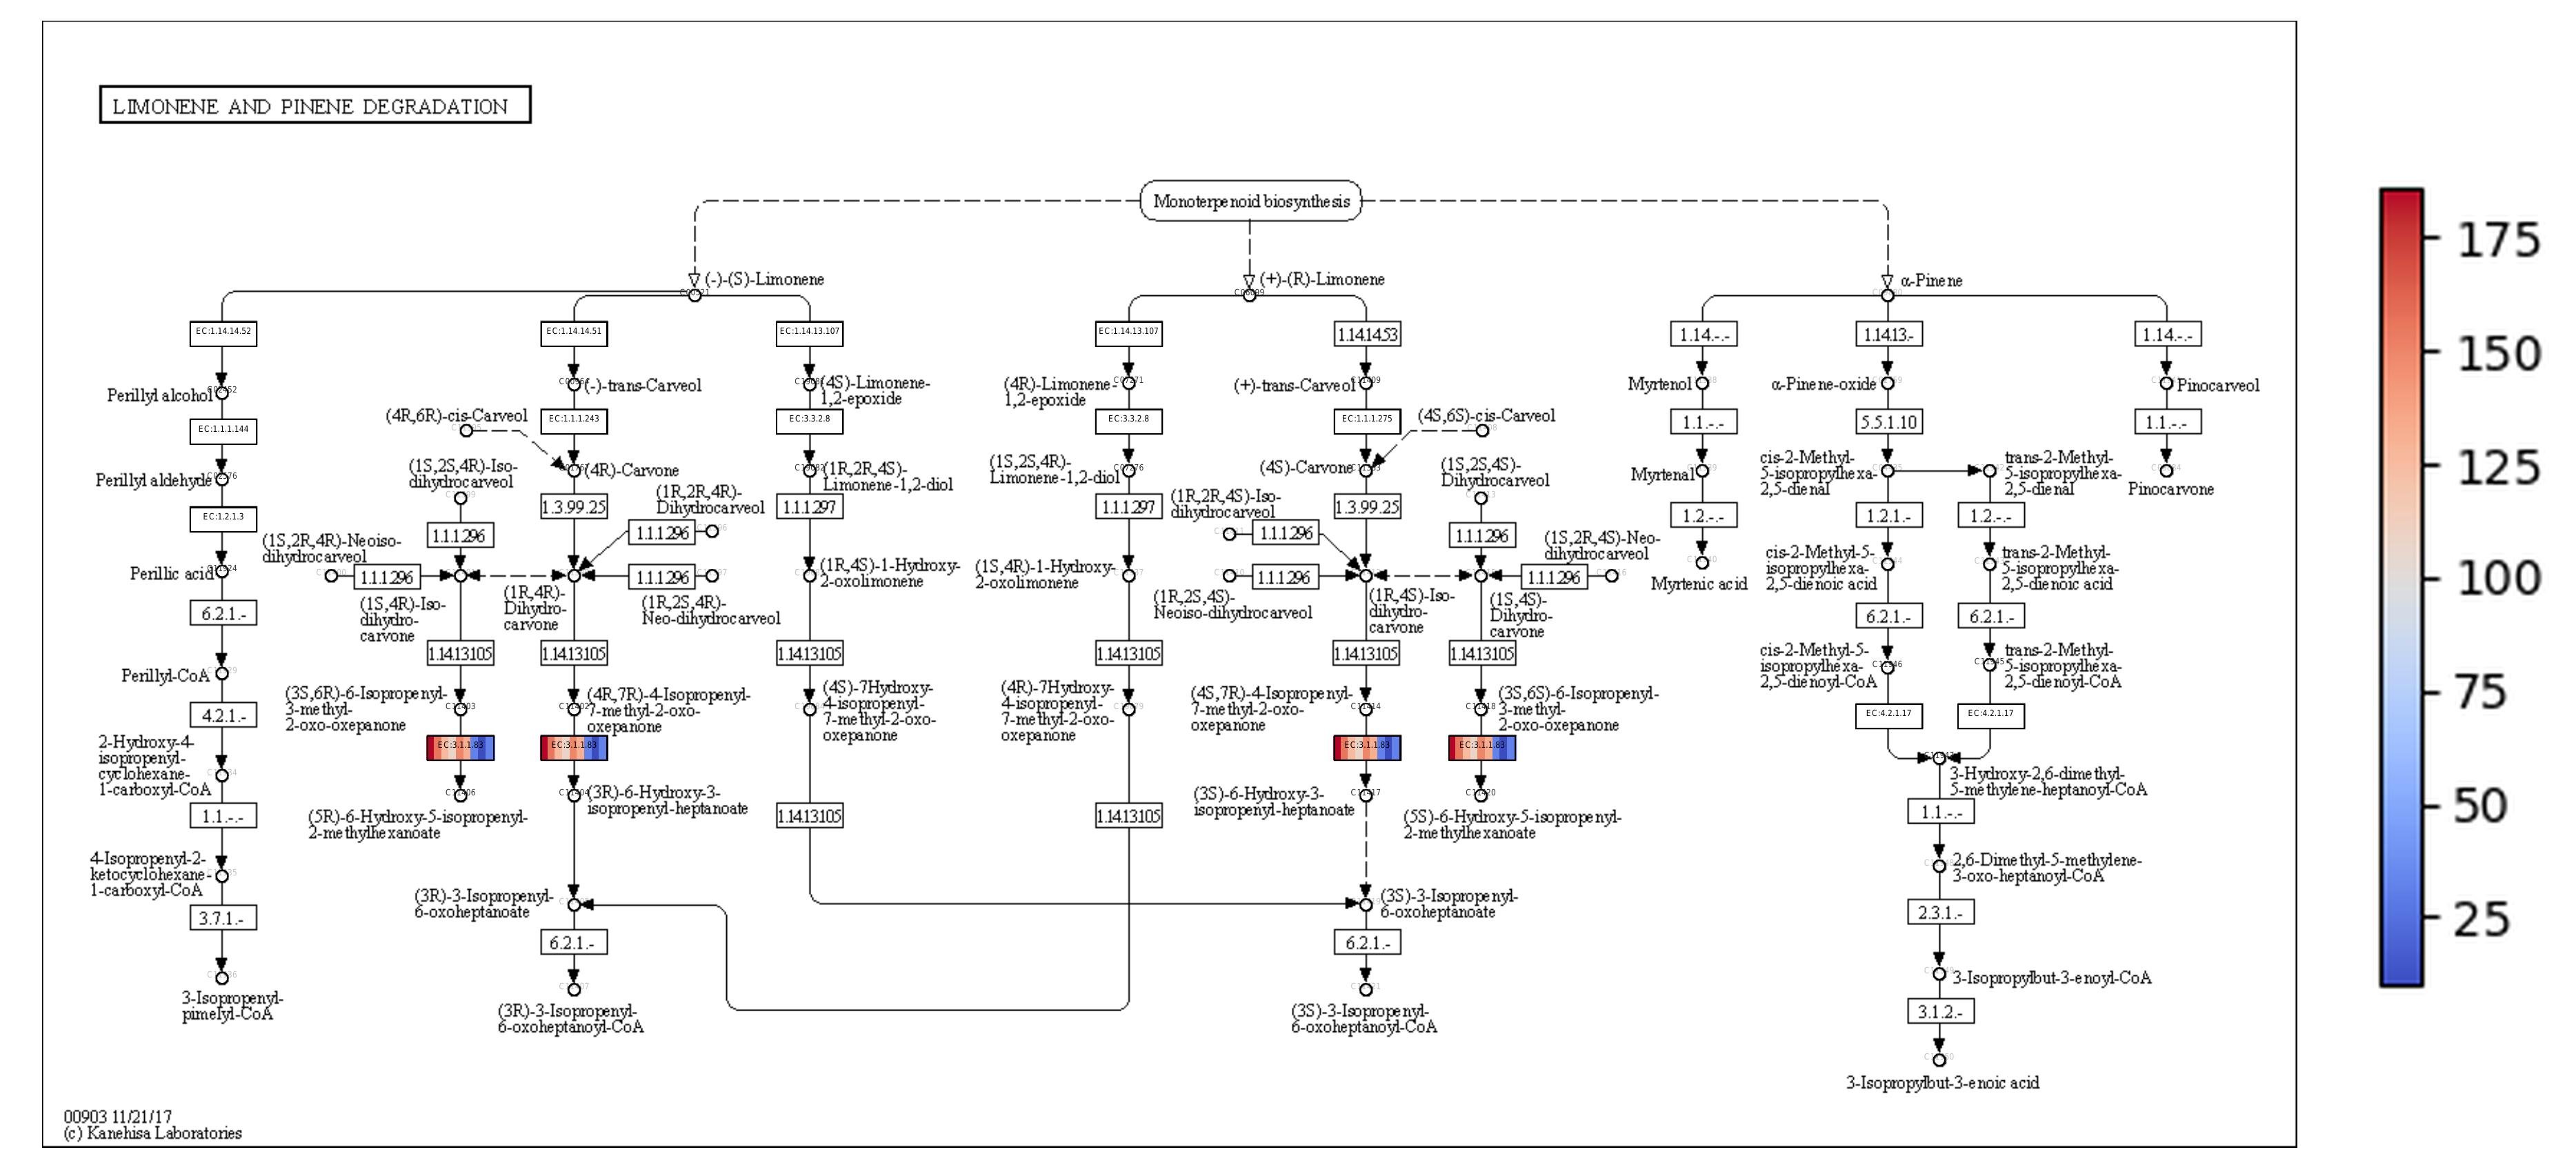 LIMONENE AND PINENE DEGRADATION
Monoterpenoid biosynthesis
(-)-(S)-Limonene
(+)-(R)-Limonene
α-Pinene
EC:1.14.14.52
EC:1.14.14.51
EC:1.14.13.107
EC:1.14.13.107
1.14.14.53
1.14.-.-
1.14.13.-
1.14.-.-
Perillyl alcohol
(-)-trans-Carveol
(4S)-Limonene-
1,2-epoxide
(4R)-Limonene-
1,2-epoxide
(+)-trans-Carveol
Myrtenol
α-Pinene-oxide
Pinocarveol
EC:1.1.1.144
(4R,6R)-cis-Carveol
EC:1.1.1.243
EC:3.3.2.8
EC:3.3.2.8
EC:1.1.1.275
(4S,6S)-cis-Carveol
1.1.-.-
5.5.1.10
1.1.-.-
Perillyl aldehyde
(1S,2S,4R)-Iso-
dihydrocarveol
(4R)-Carvone
(1R,2R,4S)-
Limonene-1,2-diol
(1S,2S,4R)-
Limonene-1,2-diol
(4S)-Carvone
(1S,2S,4S)-
Dihydrocarveol
Myrtenal
cis-2-Methyl-
5-isopropylhexa-
2,5-dienal
trans-2-Methyl-
5-isopropylhexa-
2,5-dienal
Pinocarvone
EC:1.2.1.3
1.3.99.25
(1R,2R,4R)-
Dihydrocarveol
1.1.1.297
1.1.1.297
(1R,2R,4S)-Iso-
dihydrocarveol
1.3.99.25
1.2.-.-
1.2.1.-
1.2.-.-
(1S,2R,4R)-Neoiso-
dihydrocarveol
1.1.1.296
1.1.1.296
1.1.1.296
1.1.1.296
(1S,2R,4S)-Neo-
dihydrocarveol
Perillic acid
1.1.1.296
1.1.1.296
(1R,4S)-1-Hydroxy-
2-oxolimonene
(1S,4R)-1-Hydroxy-
2-oxolimonene
1.1.1.296
1.1.1.296
Myrtenic acid
cis-2-Methyl-5-
isopropylhexa-
2,5-dienoic acid
trans-2-Methyl-
5-isopropylhexa-
2,5-dienoic acid
6.2.1.-
(1S,4R)-Iso-
dihydro-
carvone
(1R,4R)-
Dihydro-
carvone
(1R,2S,4R)-
Neo-dihydrocarveol
(1R,2S,4S)-
Neoiso-dihydrocarveol
(1R,4S)-Iso-
dihydro-
carvone
(1S,4S)-
Dihydro-
carvone
6.2.1.-
6.2.1.-
1.14.13105
1.14.13105
1.14.13105
1.14.13105
1.14.13105
1.14.13105
Perillyl-CoA
cis-2-Methyl-5-
isopropylhexa-
2,5-dienoyl-CoA
trans-2-Methyl-
5-isopropylhexa-
2,5-dienoyl-CoA
4.2.1.-
(3S,6R)-6-Isopropenyl-
3-methyl-
2-oxo-oxepanone
(4R,7R)-4-Isopropenyl-
7-methyl-2-oxo-
oxepanone
(4S)-7Hydroxy-
4-isopropenyl-
7-methyl-2-oxo-
oxepanone
(4R)-7Hydroxy-
4-isopropenyl-
7-methyl-2-oxo-
oxepanone
(4S,7R)-4-Isopropenyl-
7-methyl-2-oxo-
oxepanone
(3S,6S)-6-Isopropenyl-
3-methyl-
2-oxo-oxepanone
EC:4.2.1.17
EC:4.2.1.17
2-Hydroxy-4-
isopropenyl-
cyclohexane-
1-carboxyl-CoA
EC:3.1.1.83
EC:3.1.1.83
EC:3.1.1.83
EC:3.1.1.83
3-Hydroxy-2,6-dimethyl-
5-methylene-heptanoyl-CoA
1.1.-.-
(5R)-6-Hydroxy-5-isopropenyl-
2-methylhexanoate
(3R)-6-Hydroxy-3-
isopropenyl-heptanoate
1.14.13105
1.14.13105
(3S)-6-Hydroxy-3-
isopropenyl-heptanoate
(5S)-6-Hydroxy-5-isopropenyl-
2-methylhexanoate
1.1.-.-
4-Isopropenyl-2-
ketocyclohexane-
1-carboxyl-CoA
2,6-Dimethyl-5-methylene-
3-oxo-heptanoyl-CoA
3.7.1.-
(3R)-3-Isopropenyl-
6-oxoheptanoate
(3S)-3-Isopropenyl-
6-oxoheptanoate
2.3.1.-
6.2.1.-
6.2.1.-
3-Isopropenyl-
pimelyl-CoA
(3R)-3-Isopropenyl-
6-oxoheptanoyl-CoA
(3S)-3-Isopropenyl-
6-oxoheptanoyl-CoA
3-Isopropylbut-3-enoyl-CoA
3.1.2.-
3-Isopropylbut-3-enoic acid
00903 11/21/17
(c) Kanehisa Laboratories
175
150
125
100
75
50
25